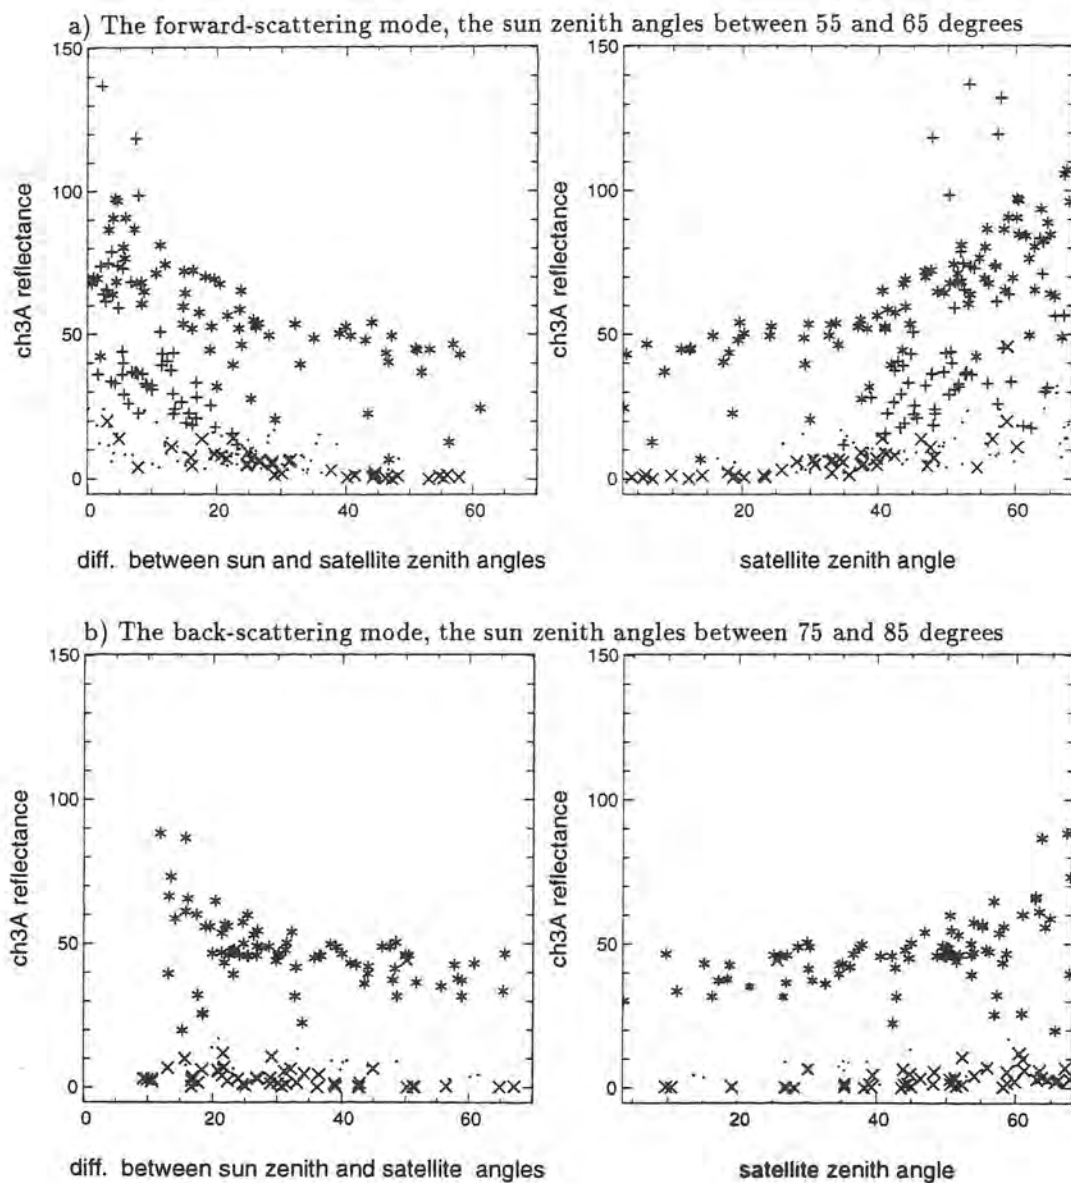 a) The forward-scattering mode, the sun zenith angles between 55 and 65 degrees
150
100
50
0
ch3A reflectance
0 20 40 60
diff. between sun and satellite zenith angles
150
100
50
0
ch3A reflectance
20 40 60
satellite zenith angle
b) The back-scattering mode, the sun zenith angles between 75 and 85 degrees
150
100
50
0
ch3A reflectance
0 20 40 60
diff. between sun zenith and satellite angles
150
100
50
0
ch3A reflectance
20 40 60
satellite zenith angle